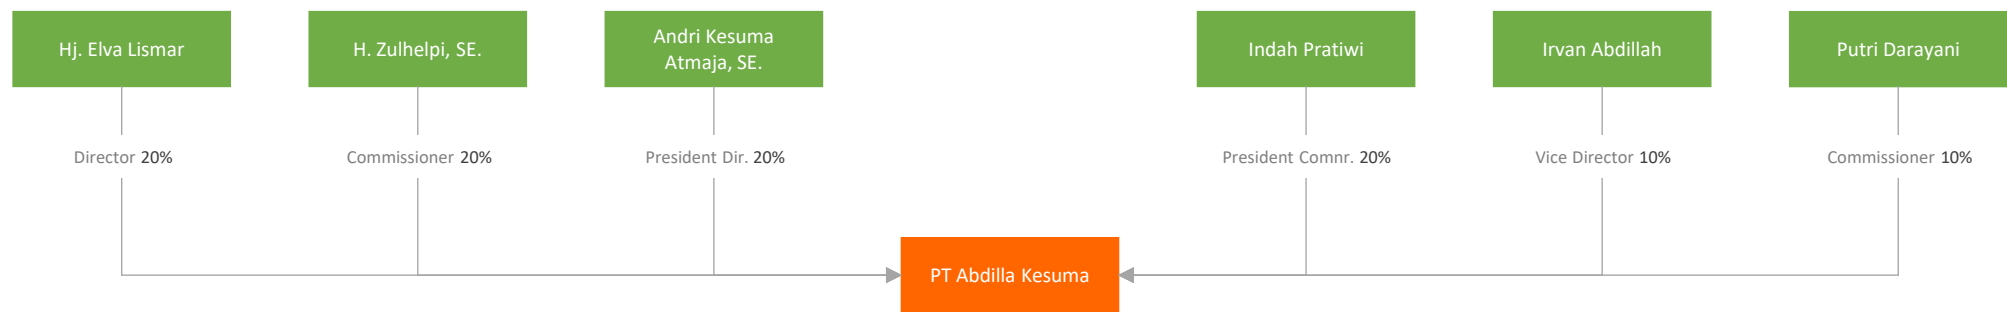 Hj. Elva Lismar
H. Zulhelpi, SE.
Andri Kesuma
Atmaja, SE.
Indah Pratiwi
Irvan Abdillah
Putri Darayani
Director 20%
Commissioner 20%
President Dir. 20%
President Comnr. 20%
Vice Director 10%
Commissioner 10%
PT Abdilla Kesuma